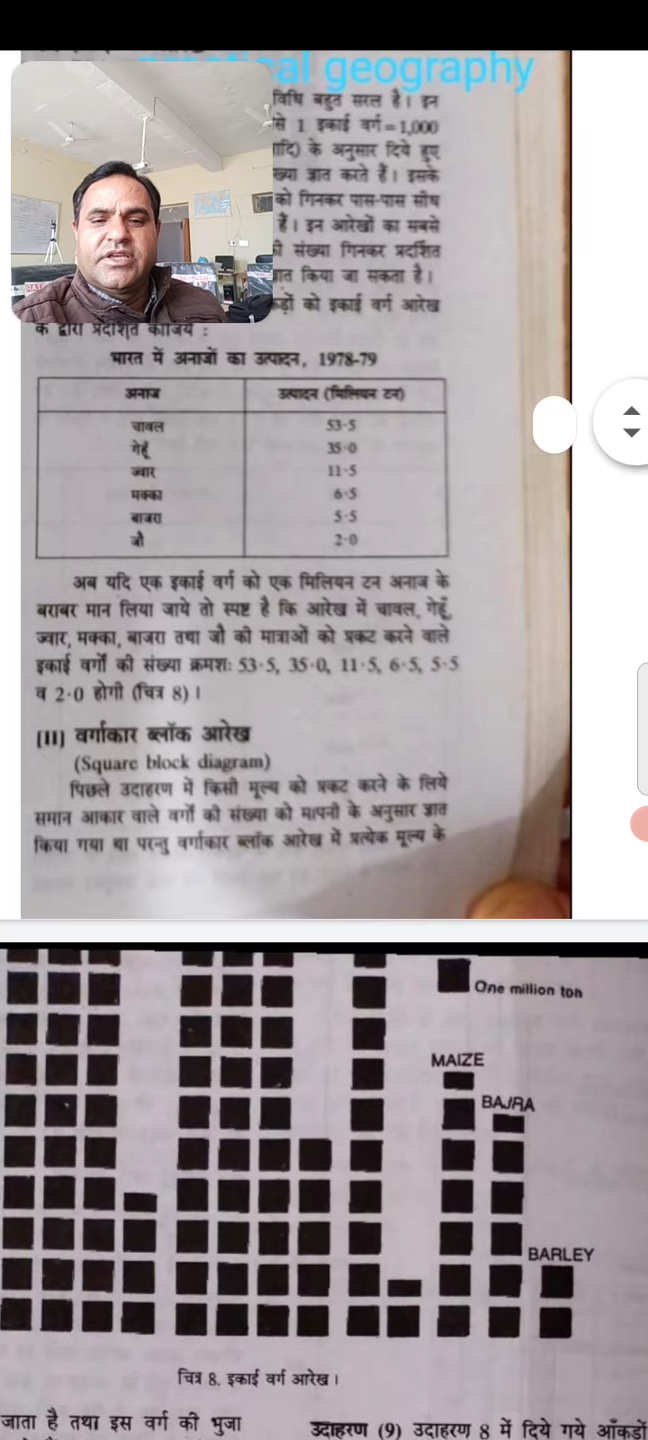 practical geography
विधि बहुत सरल है। इन
से 1 इकाई वर्ग=1,000
के अनुसार दिये हुए
ज्ञात करते हैं। इसके
को गिनकर पास-पास सीध
हैं। इन आरेखों का सबसे
संख्या गिनकर प्रदर्शित
किया जा सकता है।
को इकाई वर्ग आरेख
के द्वारा प्रदर्शित कीजिये :
भारत में अनाजों का उत्पादन, 1978-79
अनाज उत्पादन (मिलियन टन)
चावल 53·5
गेहूँ 35·0
ज्वार 11·5
मक्का 6·5
बाजरा 5·5
जौ 2·0
अब यदि एक इकाई वर्ग को एक मिलियन टन अनाज के
बराबर मान लिया जाये तो स्पष्ट है कि आरेख में चावल, गेहूँ,
ज्वार, मक्का, बाजरा तथा जौ की मात्राओं को प्रकट करने वाले
इकाई वर्गों की संख्या क्रमशः 53·5, 35·0, 11·5, 6·5, 5·5
व 2·0 होगी (चित्र 8)।
(II) वर्गाकार ब्लॉक आरेख
(Square block diagram)
पिछले उदाहरण में किसी मूल्य को प्रकट करने के लिये
समान आकार वाले वर्गों की संख्या को मापनी के अनुसार ज्ञात
किया गया था परन्तु वर्गाकार ब्लॉक आरेख में प्रत्येक मूल्य के
One million ton
MAIZE
BAJRA
BARLEY
चित्र 8. इकाई वर्ग आरेख।
जाता है तथा इस वर्ग की भुजा
उदाहरण (9) उदाहरण 8 में दिये गये आँकड़ों